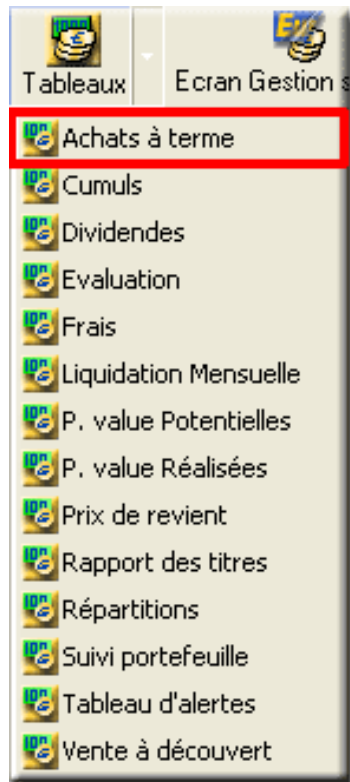 Tableaux Ecran Gestion
Achats à terme
Cumuls
Dividendes
Evaluation
Frais
Liquidation Mensuelle
P. value Potentielles
P. value Réalisées
Prix de revient
Rapport des titres
Répartitions
Suivi portefeuille
Tableau d'alertes
Vente à découvert